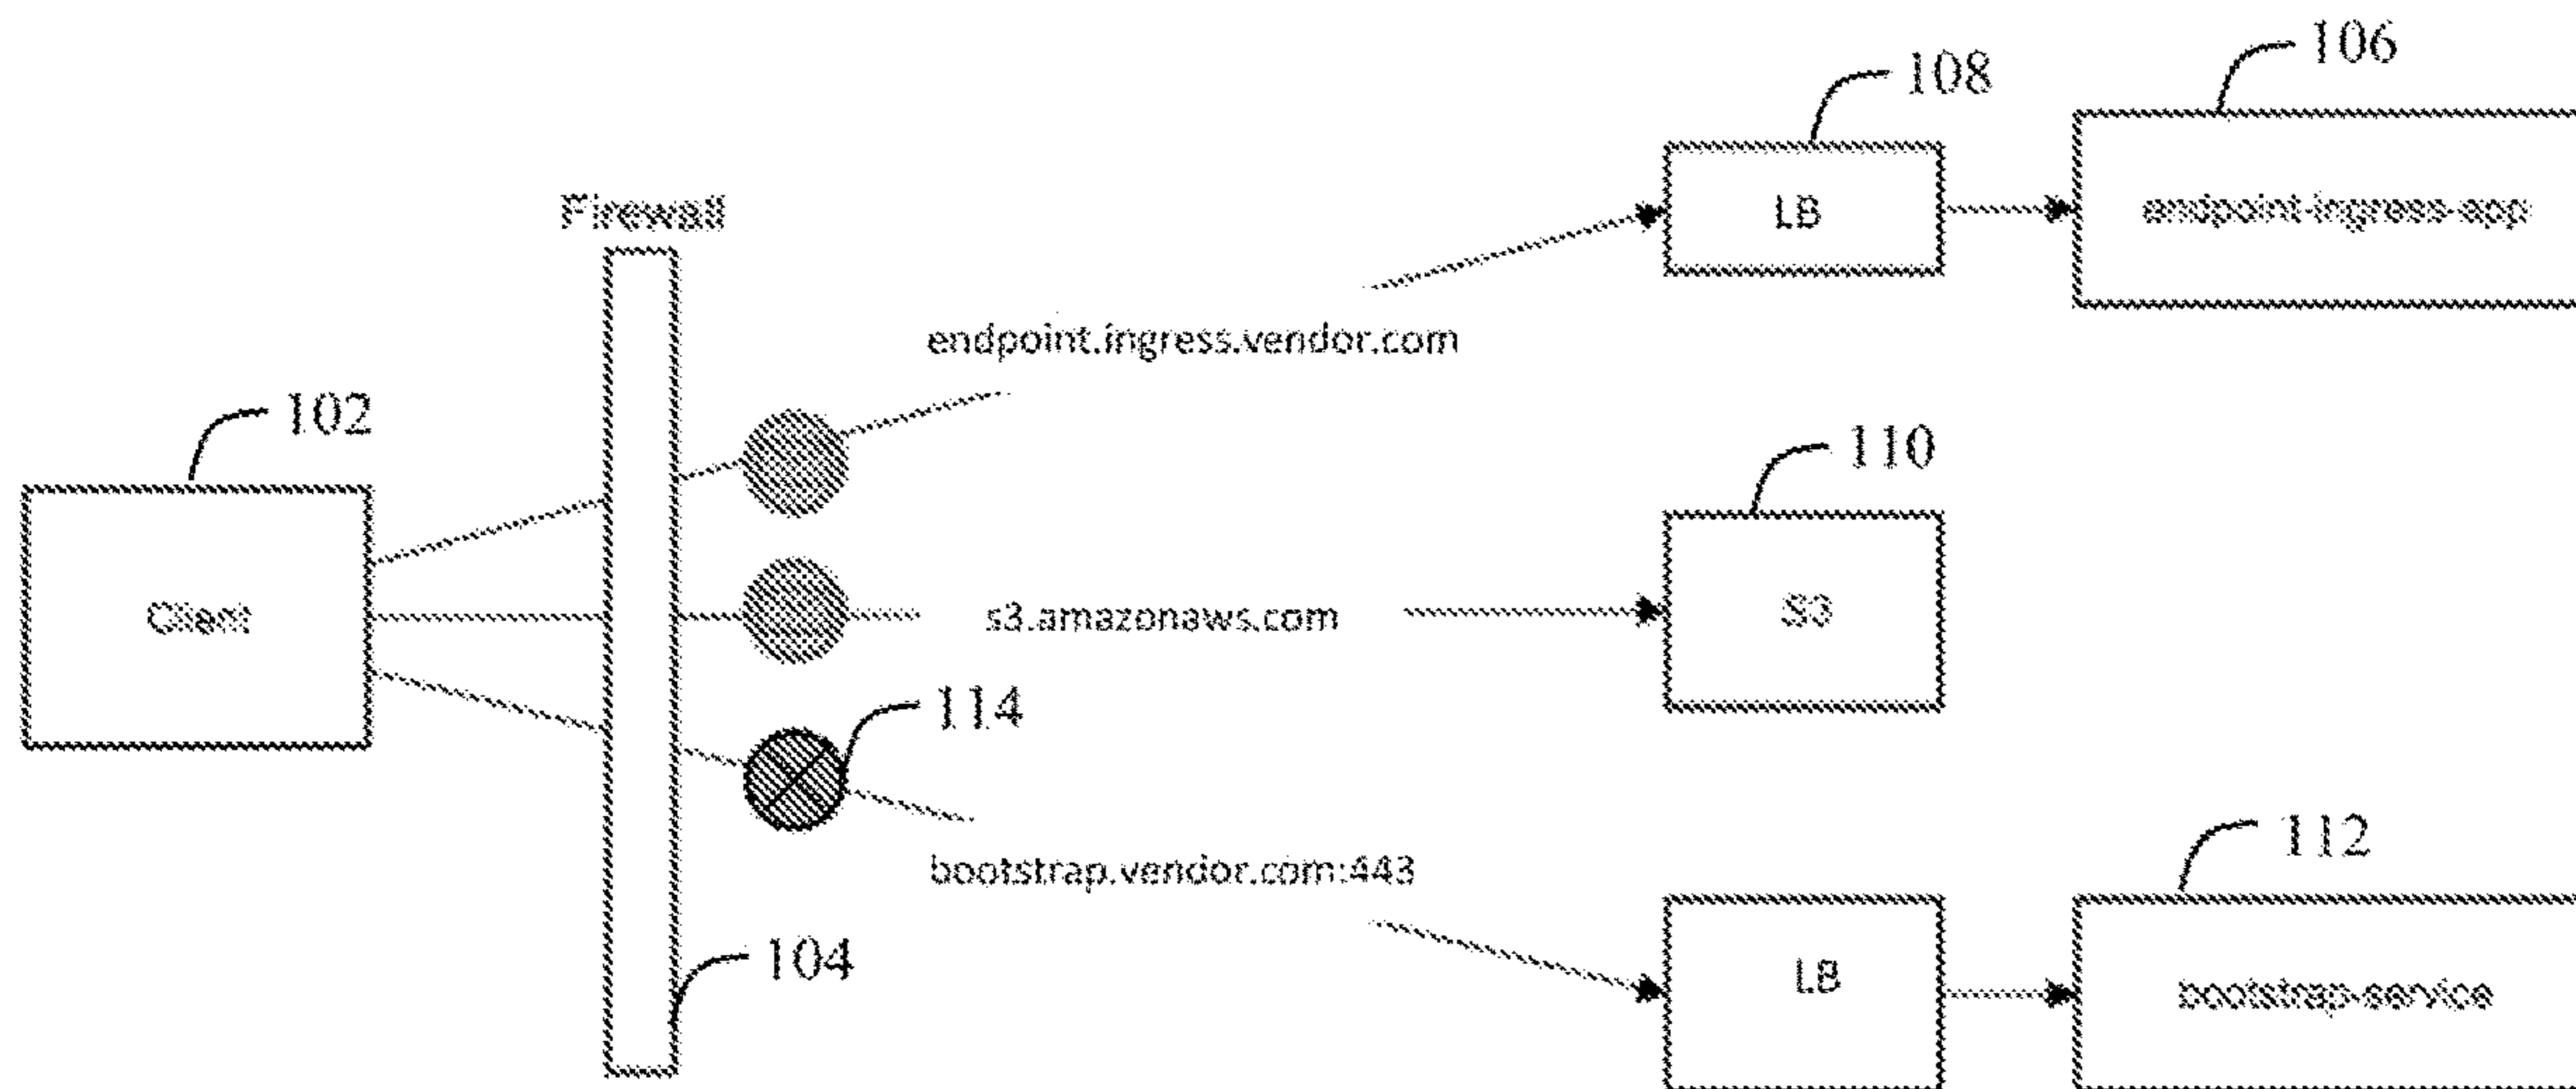 106
108
Firewall
LB
endpoint-ingress-app
endpoint.ingress.vendor.com
102
110
Client
s3.amazonaws.com
S3
114
bootstrap.vendor.com:443
112
104
LB
bootstrap-service